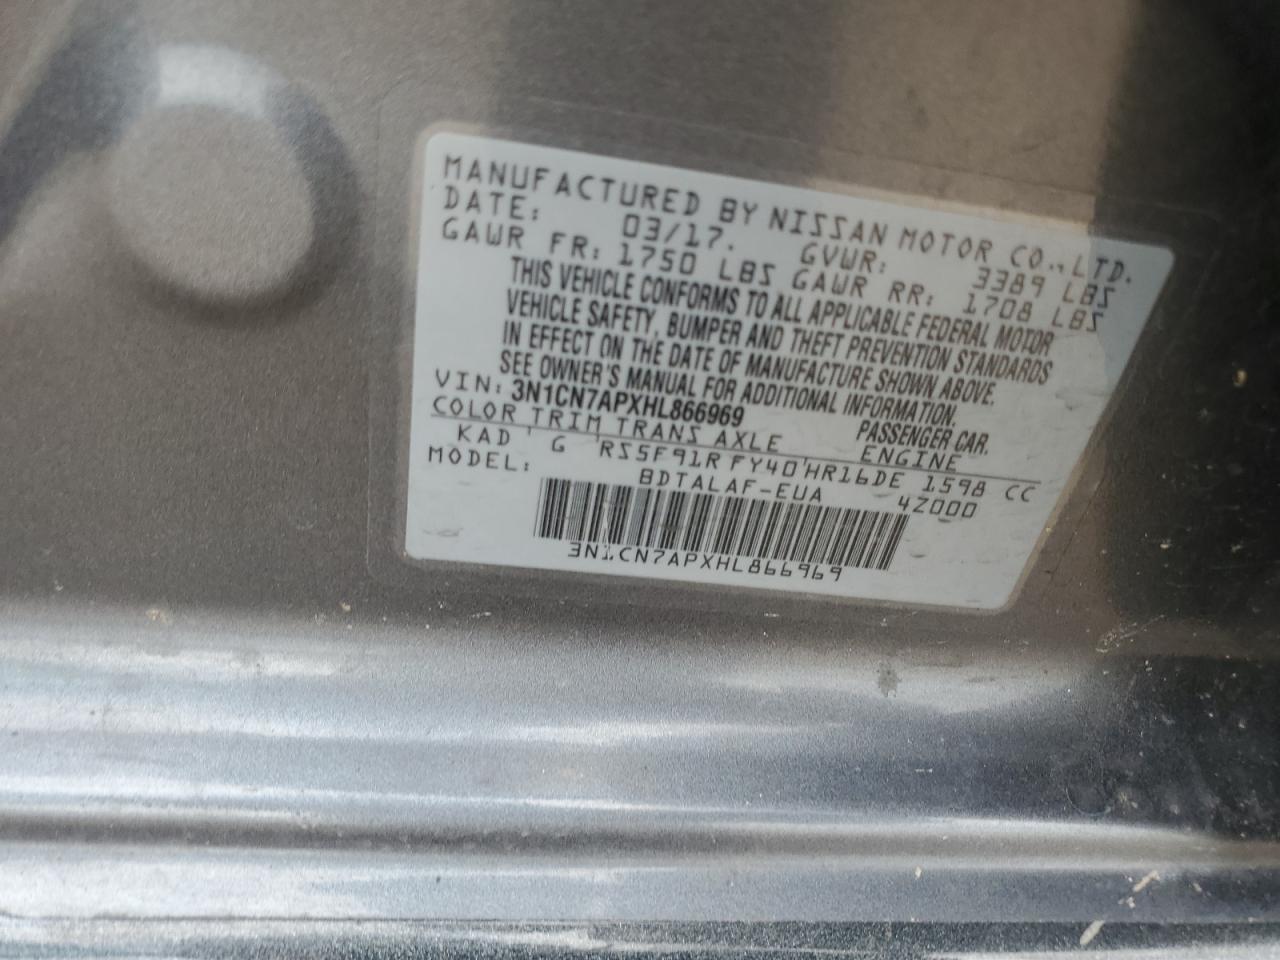 MANUFACTURED BY NISSAN MOTOR CO.,LTD.
DATE: 03/17. GVWR: 3389 LBS
GAWR FR: 1750 LBS GAWR RR: 1708 LBS
THIS VEHICLE CONFORMS TO ALL APPLICABLE FEDERAL MOTOR
VEHICLE SAFETY, BUMPER AND THEFT PREVENTION STANDARDS
IN EFFECT ON THE DATE OF MANUFACTURE SHOWN ABOVE.
SEE OWNER'S MANUAL FOR ADDITIONAL INFORMATION.
VIN: 3N1CN7APXHL866969 PASSENGER CAR.
COLOR TRIM TRANS AXLE ENGINE
KAD G RS5F91R FY40 HR16DE 1598 CC
MODEL: BDTALAF-EUA 4Z000
3N1CN7APXHL866969